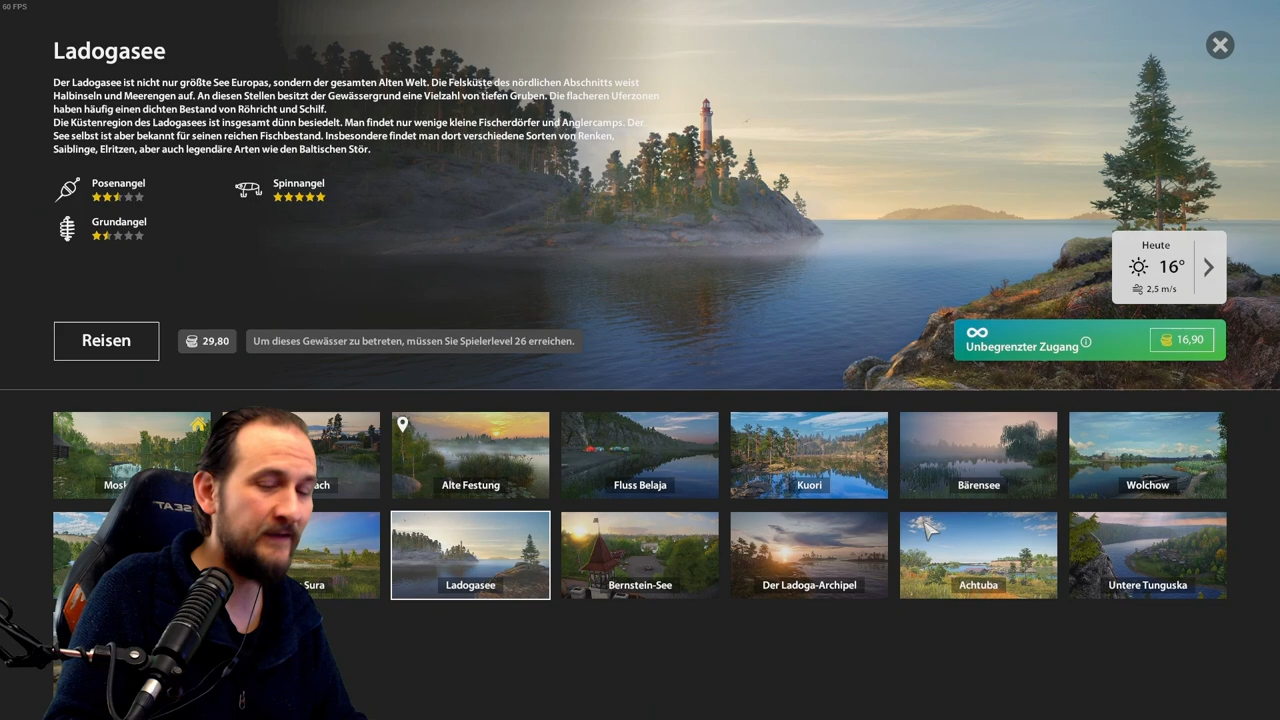 60 FPS
Ladogasee
Der Ladogasee ist nicht nur größte See Europas, sondern der gesamten Alten Welt. Die Felsküste des nördlichen Abschnitts weist
Halbinseln und Meerengen auf. An diesen Stellen besitzt der Gewässergrund eine Vielzahl von tiefen Gruben. Die flacheren Uferzonen
haben häufig einen dichten Bestand von Röhricht und Schilf.
Die Küstenregion des Ladogasees ist insgesamt dünn besiedelt. Man findet nur wenige kleine Fischerdörfer und Anglercamps. Der
See selbst ist aber bekannt für seinen reichen Fischbestand. Insbesondere findet man dort verschiedene Sorten von Renken,
Saiblinge, Elritzen, aber auch legendäre Arten wie den Baltischen Stör.
Posenangel
Spinnangel
Grundangel
Heute
16°
2,5 m/s
Reisen
29,80
Um dieses Gewässer zu betreten, müssen Sie Spielerlevel 26 erreichen.
Unbegrenzter Zugang
16,90
Alte Festung
Fluss Belaja
Kuori
Bärensee
Wolchow
Sura
Ladogasee
Bernstein-See
Der Ladoga-Archipel
Achtuba
Untere Tunguska